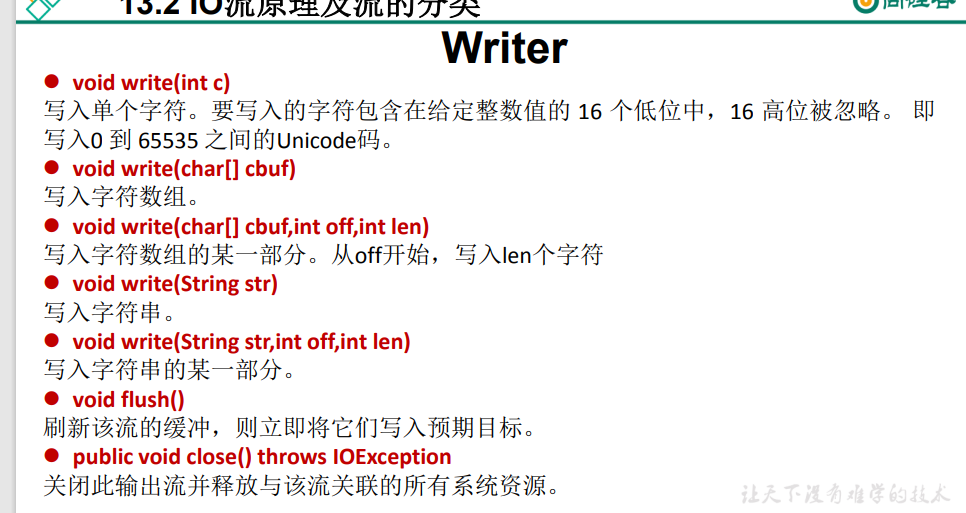 13.2 IO流原理及流的分类
尚硅谷
Writer
● void write(int c)
写入单个字符。要写入的字符包含在给定整数值的 16 个低位中，16 高位被忽略。 即
写入0 到 65535 之间的Unicode码。
● void write(char[] cbuf)
写入字符数组。
● void write(char[] cbuf,int off,int len)
写入字符数组的某一部分。从off开始，写入len个字符
● void write(String str)
写入字符串。
● void write(String str,int off,int len)
写入字符串的某一部分。
● void flush()
刷新该流的缓冲，则立即将它们写入预期目标。
● public void close() throws IOException
关闭此输出流并释放与该流关联的所有系统资源。
让天下没有难学的技术